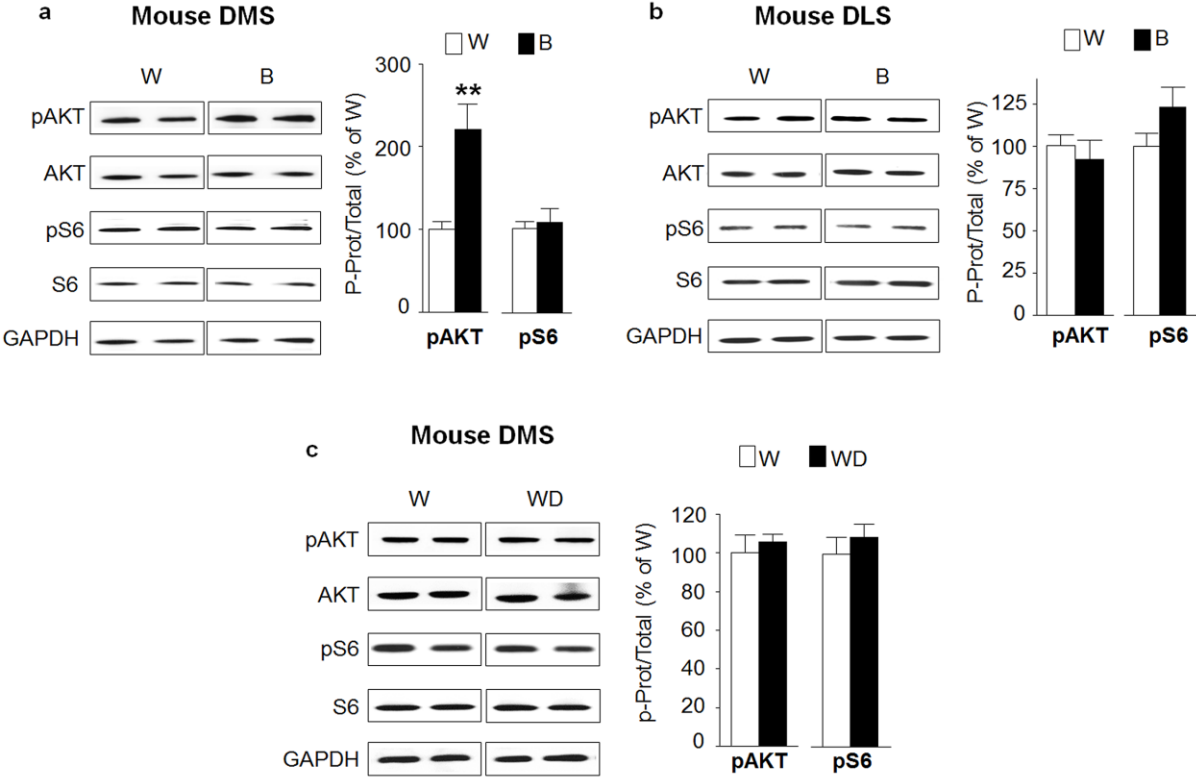 a
Mouse DMS
W B
W B
pAKT
AKT
pS6
S6
GAPDH
P-Prot/Total (% of W)
300
200
100
0
**
pAKT pS6
b
Mouse DLS
W B
W B
pAKT
AKT
pS6
S6
GAPDH
P-Prot/Total (% of W)
125
100
75
50
25
0
pAKT pS6
c
Mouse DMS
W WD
W WD
pAKT
AKT
pS6
S6
GAPDH
p-Prot/Total (% of W)
120
100
80
60
40
20
0
pAKT pS6